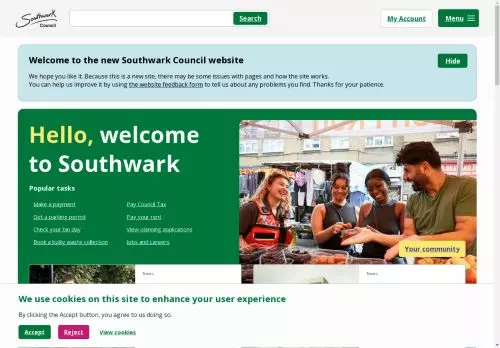 Southwark
Council
Search
My Account
Menu
Welcome to the new Southwark Council website
Hide
We hope you like it. Because this is a new site, there may be some issues with pages and how the site works.
You can help us improve it by using the website feedback form to tell us about any problems you find. Thanks for your patience.
Hello, welcome
to Southwark
Popular tasks
Make a payment
Pay Council Tax
Get a parking permit
Pay your rent
Check your bin day
View planning applications
Book a bulky waste collection
Jobs and careers
Your community
News
News
We use cookies on this site to enhance your user experience
By clicking the Accept button, you agree to us doing so.
Accept
Reject
View cookies